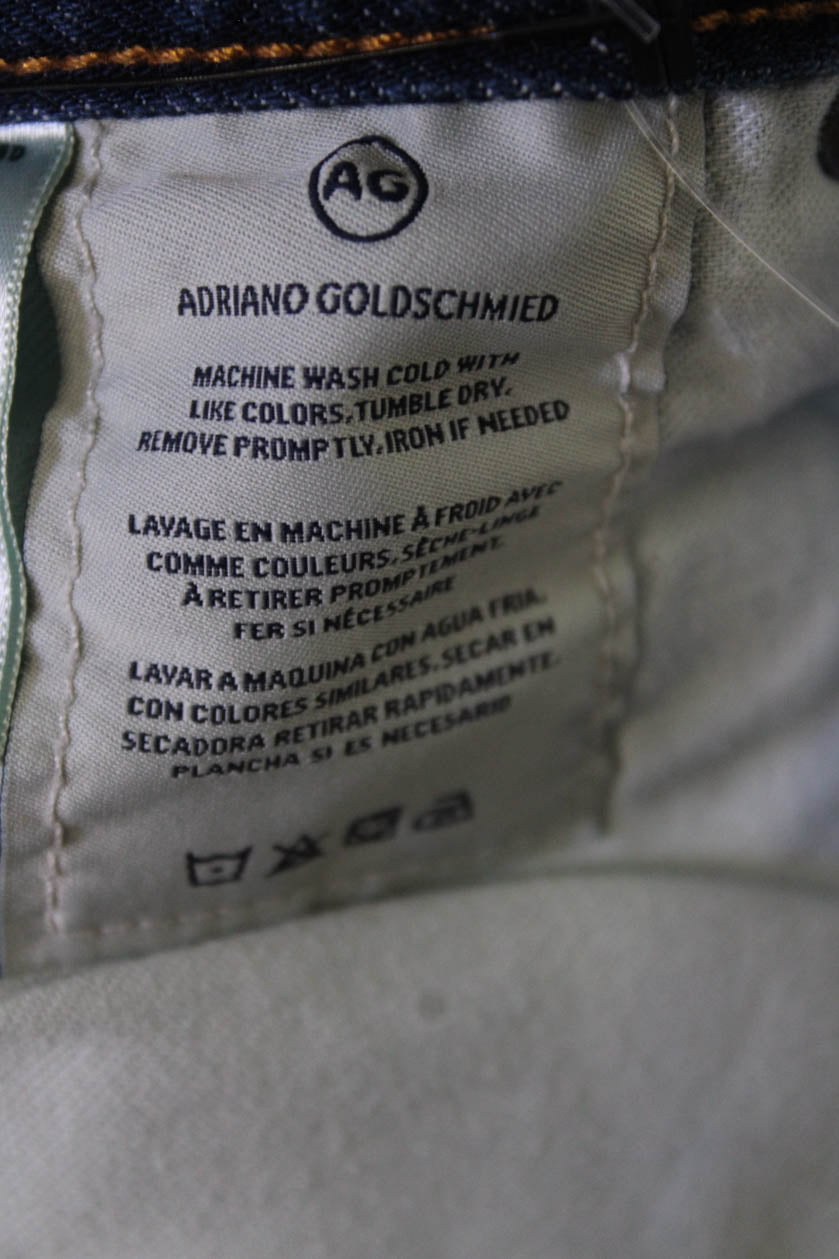 AG
ADRIANO GOLDSCHMIED
MACHINE WASH COLD WITH
LIKE COLORS, TUMBLE DRY,
REMOVE PROMPTLY, IRON IF NEEDED
LAVAGE EN MACHINE À FROID AVEC
COMME COULEURS, SÈCHE-LINGE
À RETIRER PROMPTEMENT.
FER SI NÉCESSAIRE
LAVAR A MAQUINA CON AGUA FRIA.
CON COLORES SIMILARES. SECAR EN
SECADORA RETIRAR RAPIDAMENTE.
PLANCHA SI ES NECESARIO